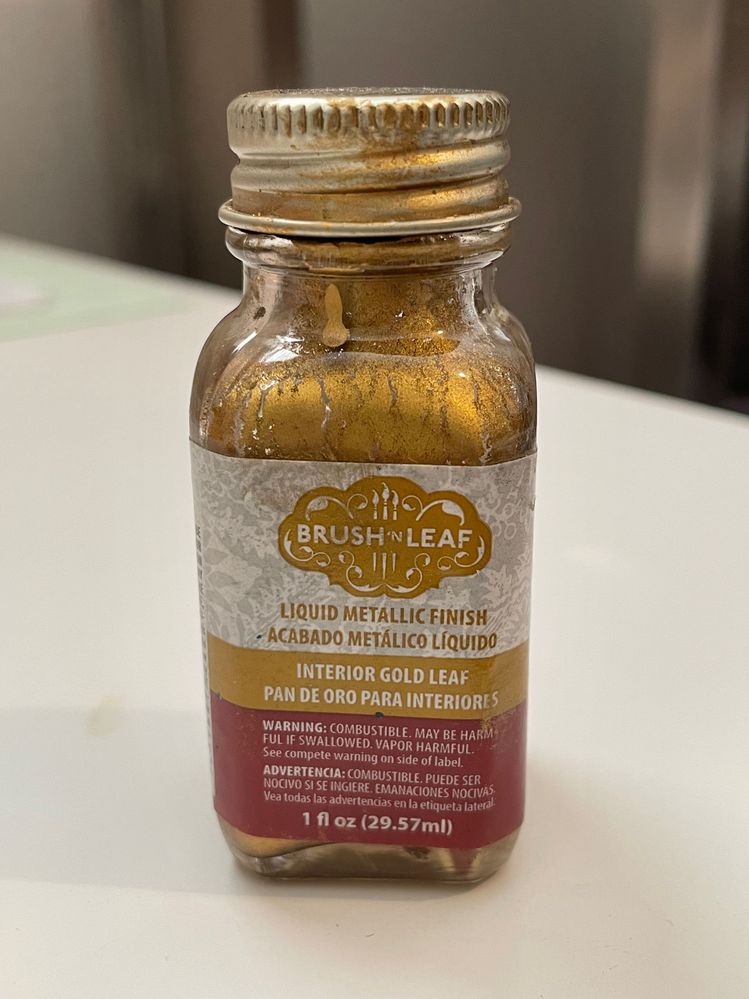 BRUSH 'N LEAF
LIQUID METALLIC FINISH
ACABADO METÁLICO LÍQUIDO
INTERIOR GOLD LEAF
PAN DE ORO PARA INTERIORES
WARNING: COMBUSTIBLE. MAY BE HARM
FUL IF SWALLOWED. VAPOR HARMFUL.
See compete warning on side of label.
ADVERTENCIA: COMBUSTIBLE. PUEDE SER
NOCIVO SI SE INGIERE. EMANACIONES NOCIVAS.
Vea todas las advertencias en la etiqueta lateral.
1 fl oz (29.57ml)